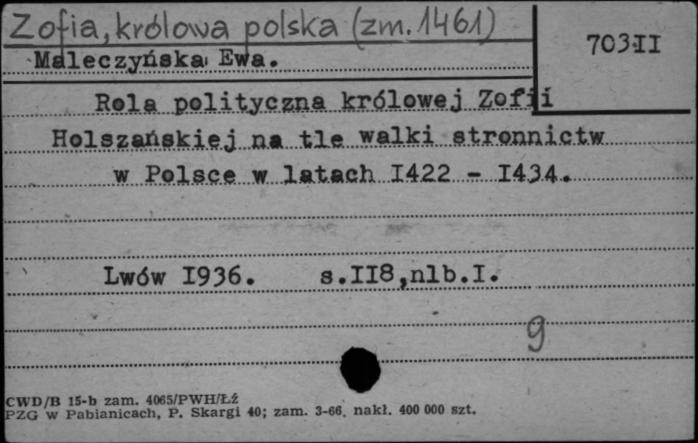 Zofia, królowa polska (zm. 1461)
703II
Maleczyńska Ewa.
Rola polityczna królowej Zofii
Holszańskiej na tle walki stronnictw
w Polsce w latach I422 - I434.
Lwów I936. s.II8,nlb.I.
9
CWD/B 15-b zam. 4065/PWH/Łź
PZG w Pabianicach, P. Skargi 40; zam. 3-66. nakł. 400 000 szt.